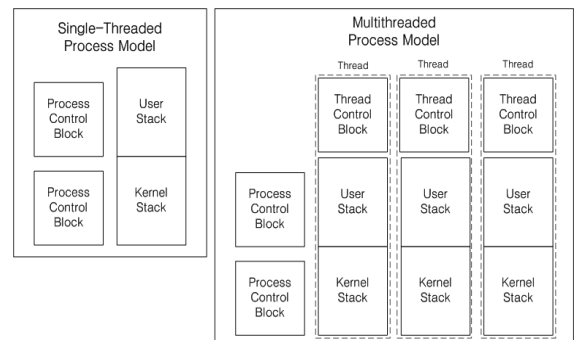 Single-Threaded
Process Model
Process
Control
Block
User
Stack
Process
Control
Block
Kernel
Stack
Multithreaded
Process Model
Thread
Thread
Thread
Thread
Control
Block
Thread
Control
Block
Thread
Control
Block
Process
Control
Block
User
Stack
User
Stack
User
Stack
Process
Control
Block
Kernel
Stack
Kernel
Stack
Kernel
Stack